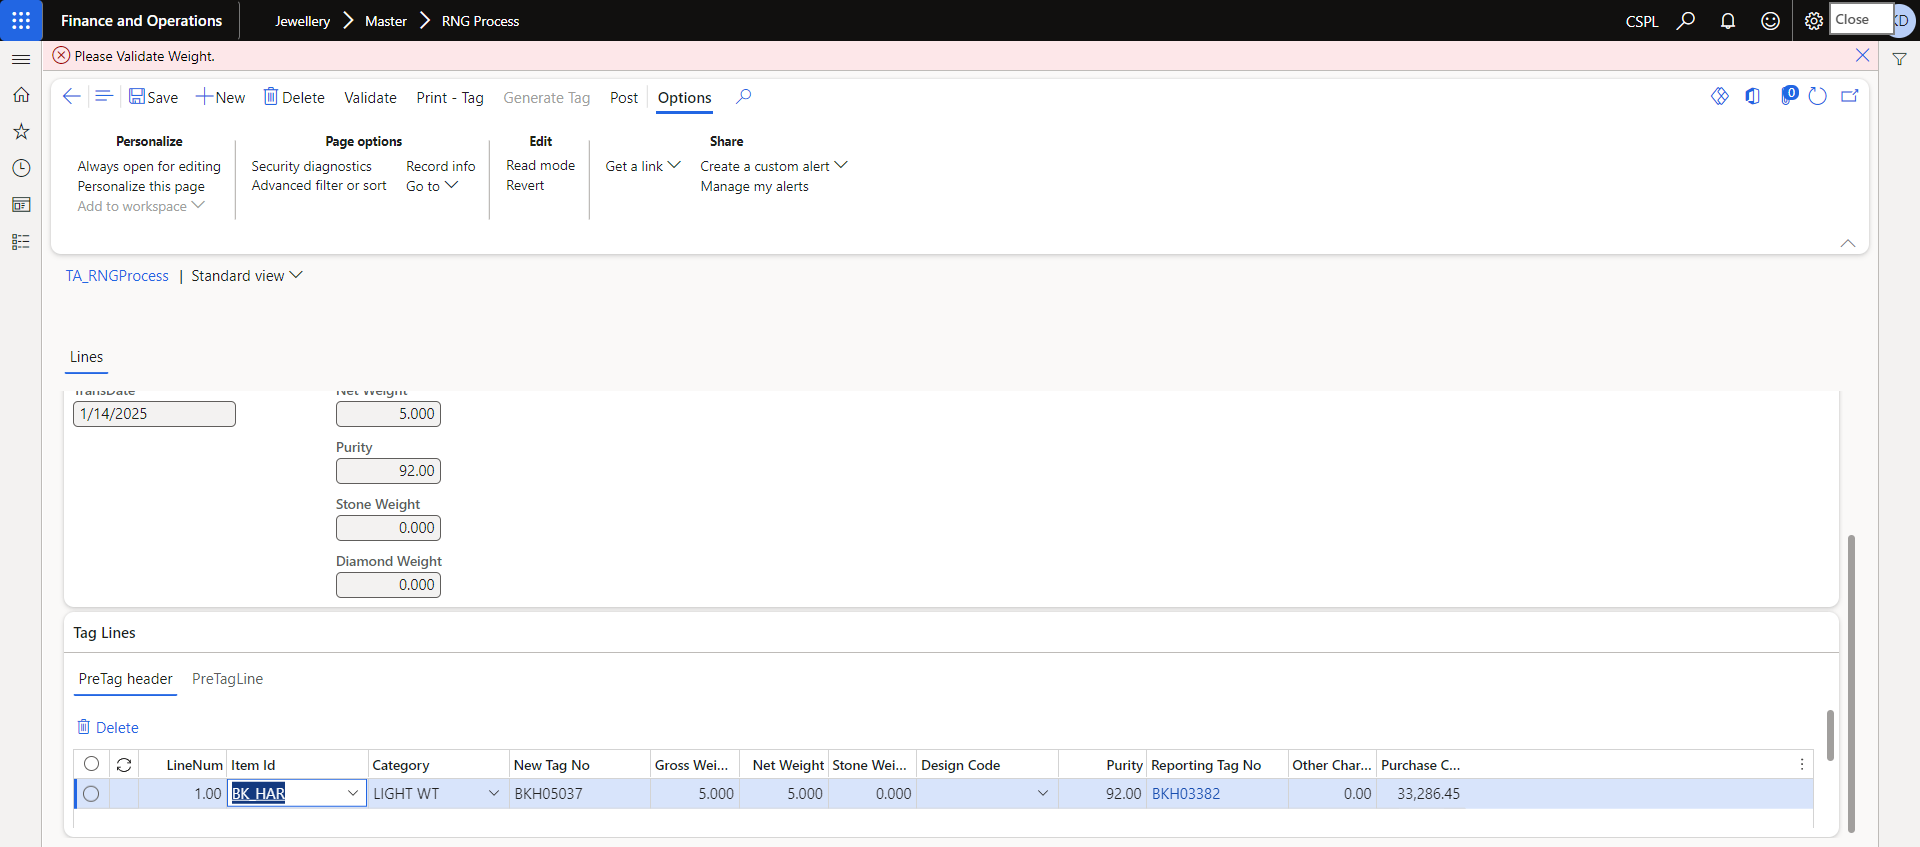 Finance and Operations
Jewellery Master RNG Process
CSPL
Close
KD
Please Validate Weight.
Save New Delete Validate Print - Tag Generate Tag Post Options
0
Personalize
Always open for editing
Personalize this page
Add to workspace
Page options
Security diagnostics Record info
Advanced filter or sort Go to
Edit
Read mode
Revert
Share
Get a link Create a custom alert
Manage my alerts
TA_RNGProcess | Standard view
Lines
TransDate Net Weight
1/14/2025 5.000
Purity
92.00
Stone Weight
0.000
Diamond Weight
0.000
Tag Lines
PreTag header PreTagLine
Delete
LineNum Item Id Category New Tag No Gross Wei... Net Weight Stone Wei... Design Code Purity Reporting Tag No Other Char... Purchase C...
1.00 BK_HAR LIGHT WT BKH05037 5.000 5.000 0.000 92.00 BKH03382 0.00 33,286.45